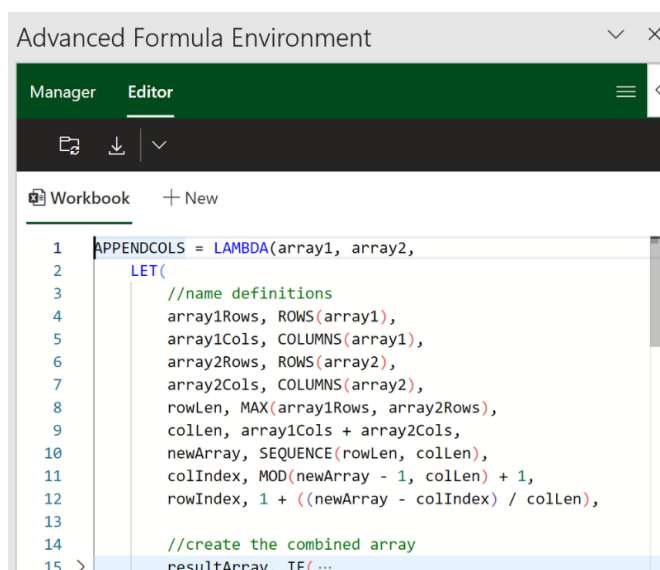 Advanced Formula Environment
Manager Editor
Workbook + New
1 APPENDCOLS = LAMBDA(array1, array2,
2 LET(
3 //name definitions
4 array1Rows, ROWS(array1),
5 array1Cols, COLUMNS(array1),
6 array2Rows, ROWS(array2),
7 array2Cols, COLUMNS(array2),
8 rowLen, MAX(array1Rows, array2Rows),
9 colLen, array1Cols + array2Cols,
10 newArray, SEQUENCE(rowLen, colLen),
11 colIndex, MOD(newArray - 1, colLen) + 1,
12 rowIndex, 1 + ((newArray - colIndex) / colLen),
13
14 //create the combined array
15 > resultArray, IF( ⋯